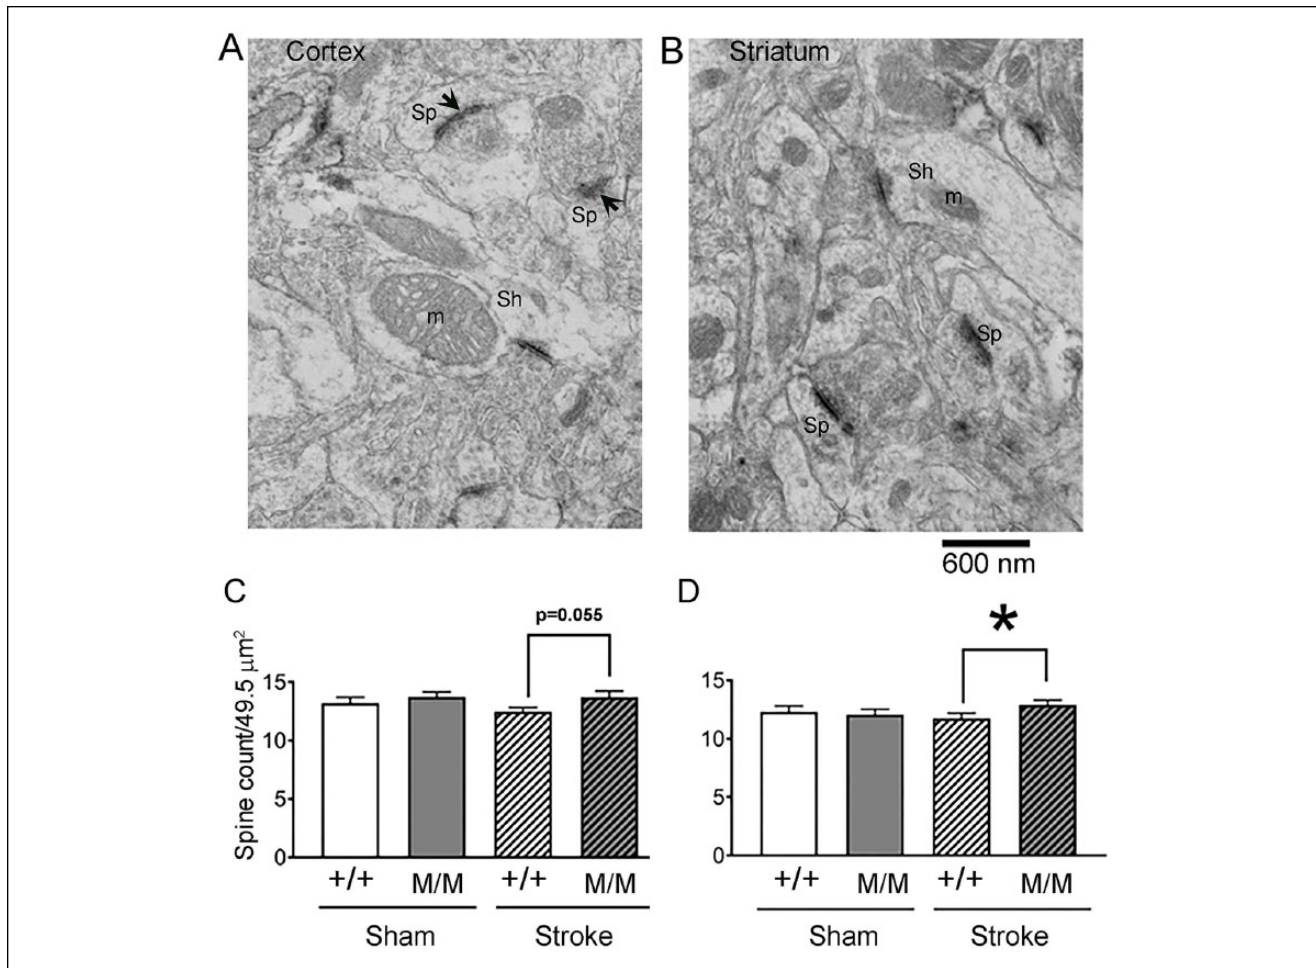 A Cortex
Sp
Sp
Sh
m
B Striatum
Sh
m
Sp
Sp
600 nm
C
p=0.055
Spine count/49.5 μm²
15
10
5
0
+/+ M/M +/+ M/M
Sham Stroke
D
*
15
10
5
0
+/+ M/M +/+ M/M
Sham Stroke